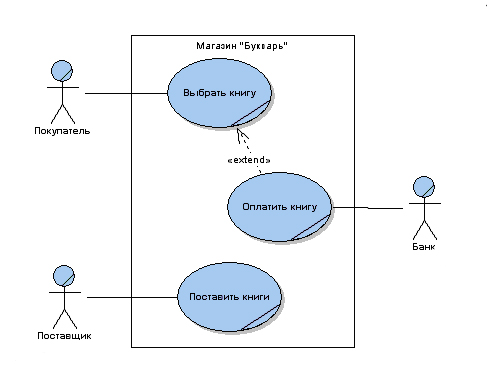 Магазин "Букварь"
Выбрать книгу
Покупатель
«extend»
Оплатить книгу
Банк
Поставить книги
Поставщик